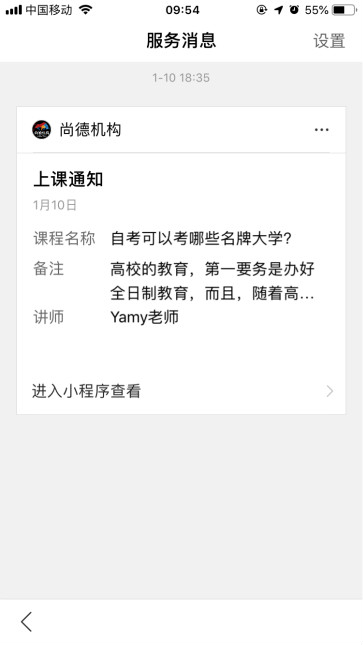 中国移动 09:54 55%
服务消息 设置
1-10 18:35
尚德机构
上课通知
1月10日
课程名称 自考可以考哪些名牌大学?
备注 高校的教育，第一要务是办好
全日制教育，而且，随着高...
讲师 Yamy老师
进入小程序查看